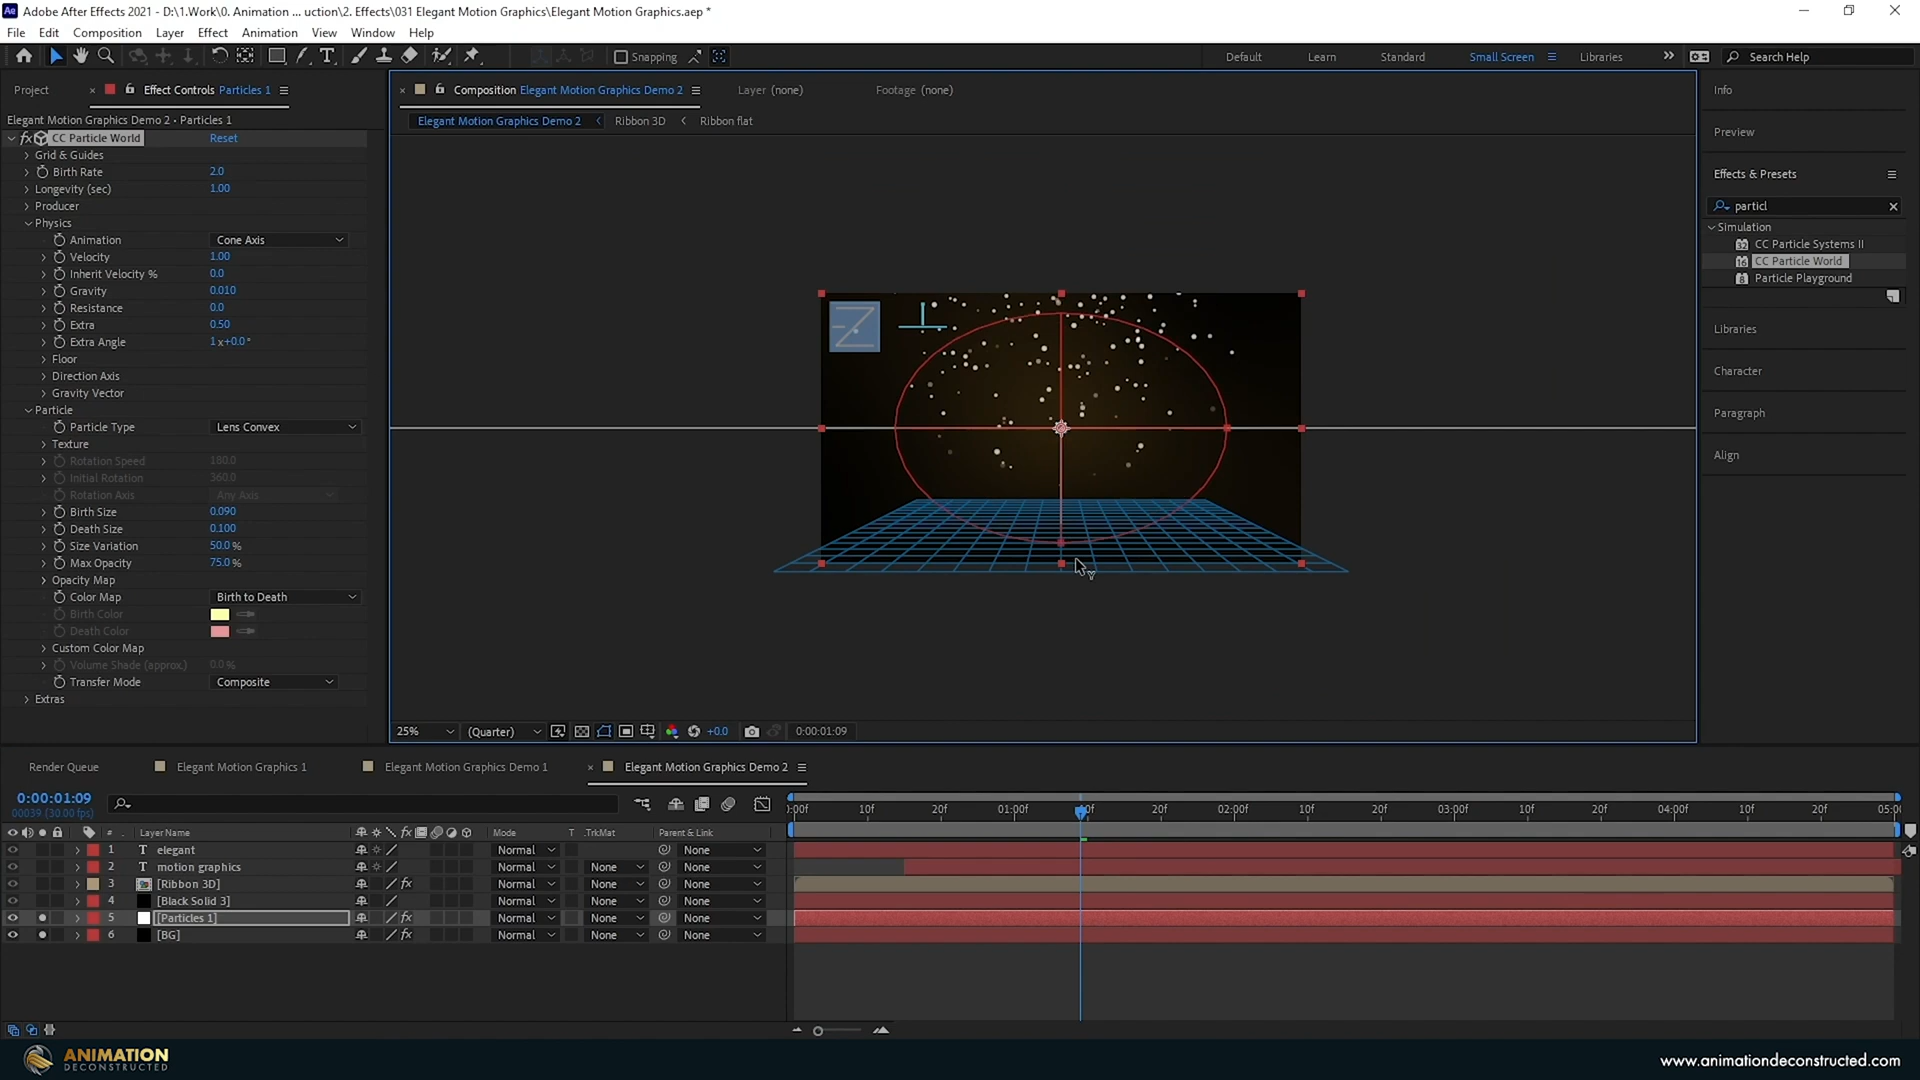 Adobe After Effects 2021 - D:\1.Work\0. Animation ... uction\2. Effects\031 Elegant Motion Graphics\Elegant Motion Graphics.aep *
File Edit Composition Layer Effect Animation View Window Help
Snapping Default Learn Standard Small Screen Libraries Search Help
Project Effect Controls Particles 1
Composition Elegant Motion Graphics Demo 2 Layer (none) Footage (none)
Info
Elegant Motion Graphics Demo 2 • Particles 1
Elegant Motion Graphics Demo 2 Ribbon 3D Ribbon flat
Preview
Effects & Presets
particl
Simulation
CC Particle Systems II
CC Particle World
Particle Playground
Libraries
Character
Paragraph
Align
fx CC Particle World Reset
Grid & Guides
Birth Rate 2.0
Longevity (sec) 1.00
Producer
Physics
Animation Cone Axis
Velocity 1.00
Inherit Velocity % 0.0
Gravity 0.010
Resistance 0.0
Extra 0.50
Extra Angle 1x+0.0°
Floor
Direction Axis
Gravity Vector
Particle
Particle Type Lens Convex
Texture
Rotation Speed 180.0
Initial Rotation 360.0
Rotation Axis Any Axis
Birth Size 0.090
Death Size 0.100
Size Variation 50.0 %
Max Opacity 75.0 %
Opacity Map
Color Map Birth to Death
Birth Color
Death Color
Custom Color Map
Volume Shade (approx.) 0.0 %
Transfer Mode Composite
Extras
25% (Quarter) +0.0 0:00:01:09
Render Queue Elegant Motion Graphics 1 Elegant Motion Graphics Demo 1 Elegant Motion Graphics Demo 2
0:00:01:09
00039 (30.00 fps)
:00f 10f 20f 01:00f 20f 02:00f 10f 20f 03:00f 10f 20f 04:00f 10f 20f 05:0
# Layer Name fx Mode T .TrkMat Parent & Link
1 T elegant Normal None
2 T motion graphics Normal None None
3 [Ribbon 3D] fx Normal None None
4 [Black Solid 3] Normal None None
5 [Particles 1] fx Normal None None
6 [BG] fx Normal None None
ANIMATION
DECONSTRUCTED
www.animationdeconstructed.com